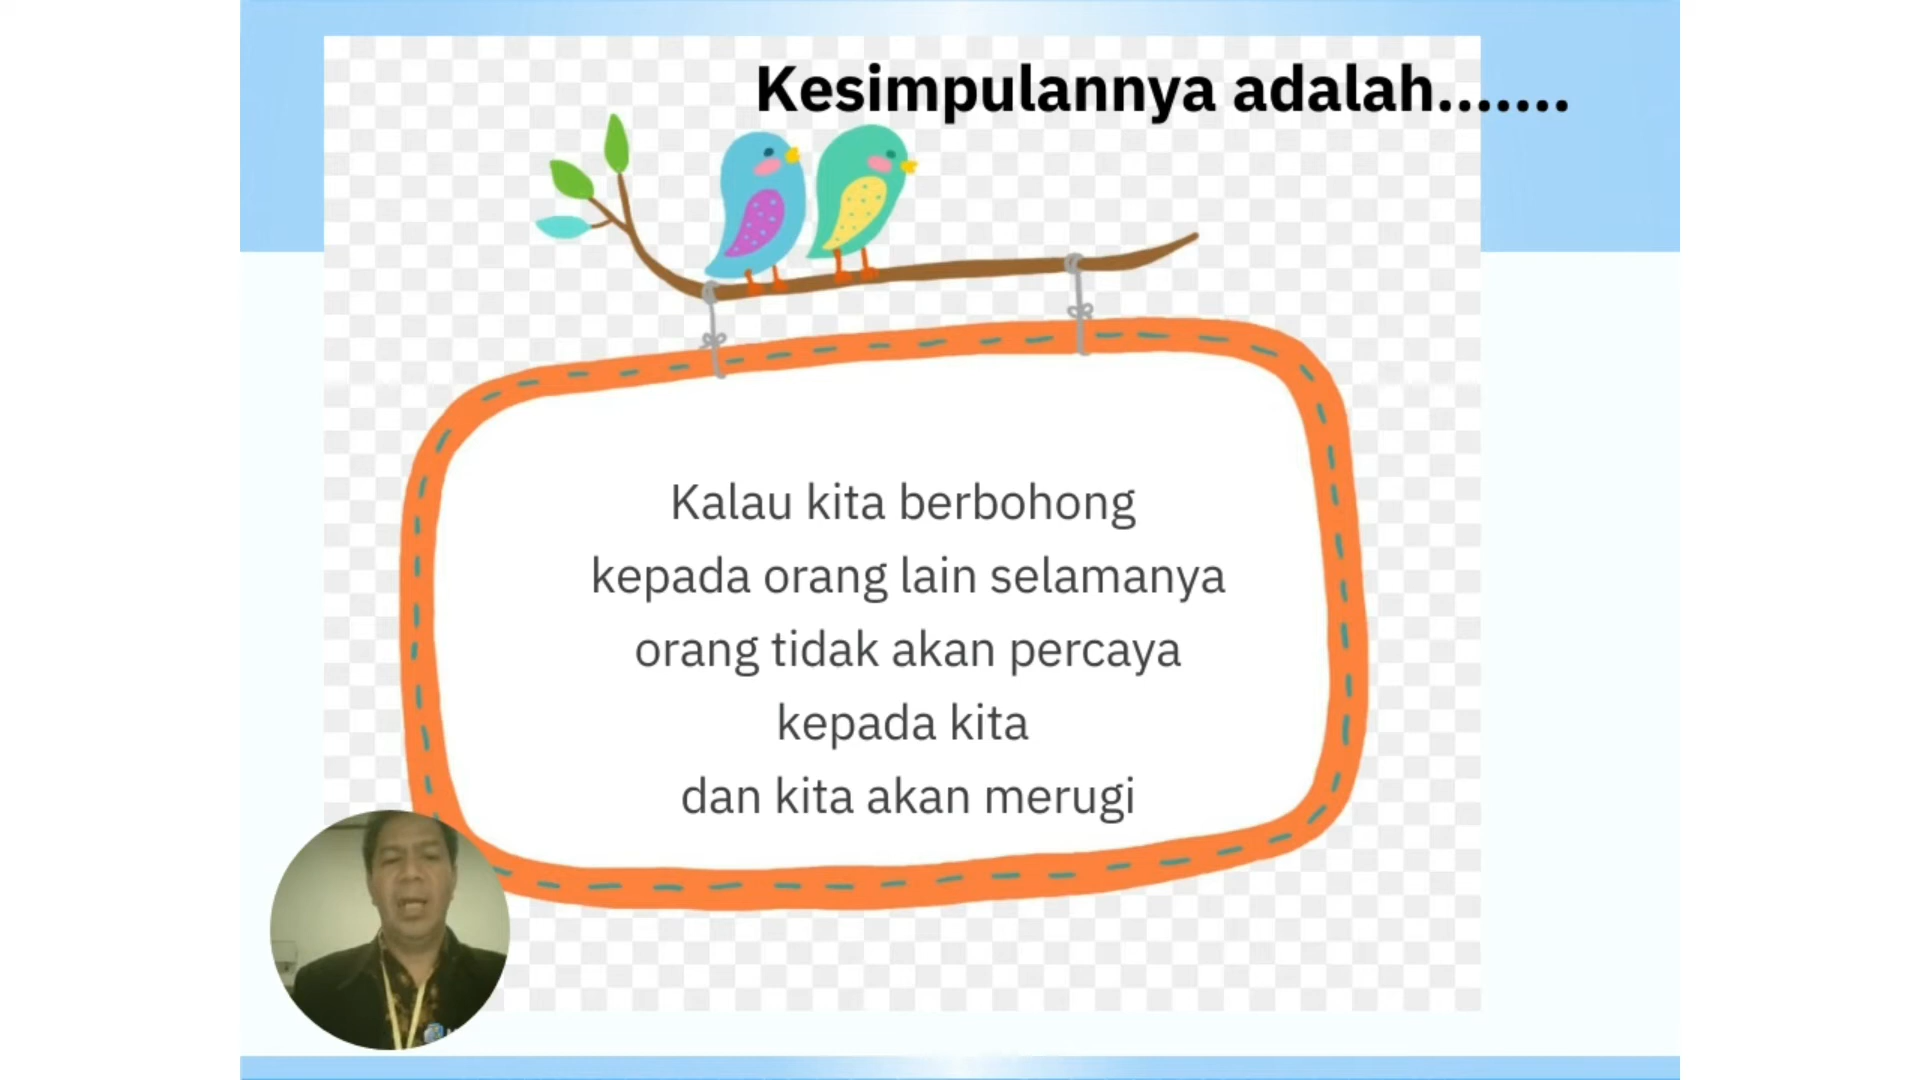 Kesimpulannya adalah.......
Kalau kita berbohong
kepada orang lain selamanya
orang tidak akan percaya
kepada kita
dan kita akan merugi